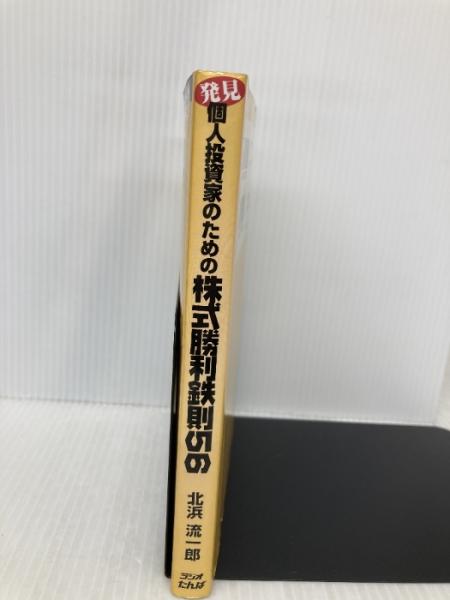 発見
個人投資家のための
株式勝利鉄則56
北浜 流一郎
ラジオ
たんぱ